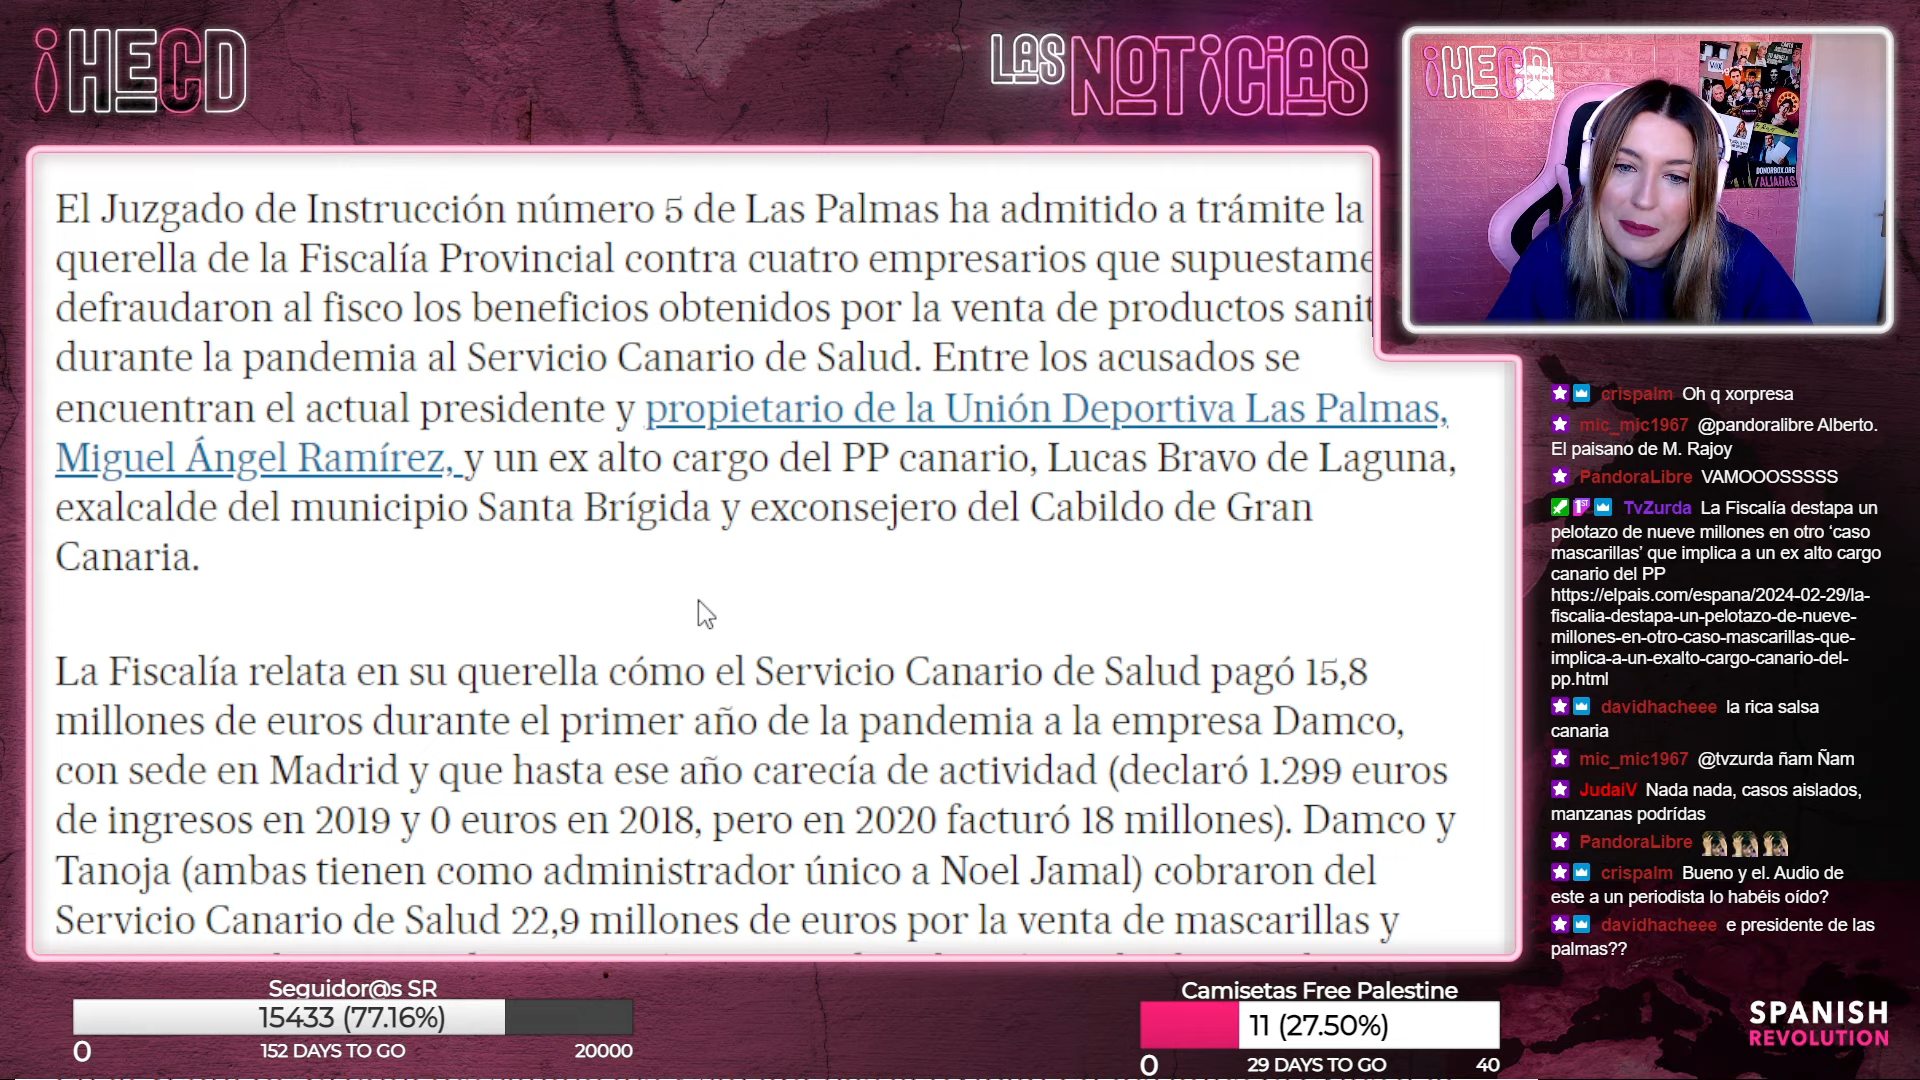 ¡HECD
LAS NOTICIAS
¡HECD
VOX
DONORBOX.ORG
/ALIADAS
El Juzgado de Instrucción número 5 de Las Palmas ha admitido a trámite la
querella de la Fiscalía Provincial contra cuatro empresarios que supuestame
defraudaron al fisco los beneficios obtenidos por la venta de productos sanit
durante la pandemia al Servicio Canario de Salud. Entre los acusados se
encuentran el actual presidente y propietario de la Unión Deportiva Las Palmas,
Miguel Ángel Ramírez, y un ex alto cargo del PP canario, Lucas Bravo de Laguna,
exalcalde del municipio Santa Brígida y exconsejero del Cabildo de Gran
Canaria.
La Fiscalía relata en su querella cómo el Servicio Canario de Salud pagó 15,8
millones de euros durante el primer año de la pandemia a la empresa Damco,
con sede en Madrid y que hasta ese año carecía de actividad (declaró 1.299 euros
de ingresos en 2019 y 0 euros en 2018, pero en 2020 facturó 18 millones). Damco y
Tanoja (ambas tienen como administrador único a Noel Jamal) cobraron del
Servicio Canario de Salud 22,9 millones de euros por la venta de mascarillas y
crispalm Oh q xorpresa
mic_mic1967 @pandoralibre Alberto.
El paisano de M. Rajoy
PandoraLibre VAMOOOSSSSS
TvZurda La Fiscalía destapa un
pelotazo de nueve millones en otro ‘caso
mascarillas’ que implica a un ex alto cargo
canario del PP
https://elpais.com/espana/2024-02-29/la-
fiscalia-destapa-un-pelotazo-de-nueve-
millones-en-otro-caso-mascarillas-que-
implica-a-un-exalto-cargo-canario-del-
pp.html
davidhacheee la rica salsa
canaria
mic_mic1967 @tvzurda ñam Ñam
JudaiV Nada nada, casos aislados,
manzanas podrídas
PandoraLibre
crispalm Bueno y el. Audio de
este a un periodista lo habéis oído?
davidhacheee e presidente de las
palmas??
Seguidor@s SR
15433 (77.16%)
0 152 DAYS TO GO 20000
Camisetas Free Palestine
11 (27.50%)
0 29 DAYS TO GO 40
SPANISH
REVOLUTION